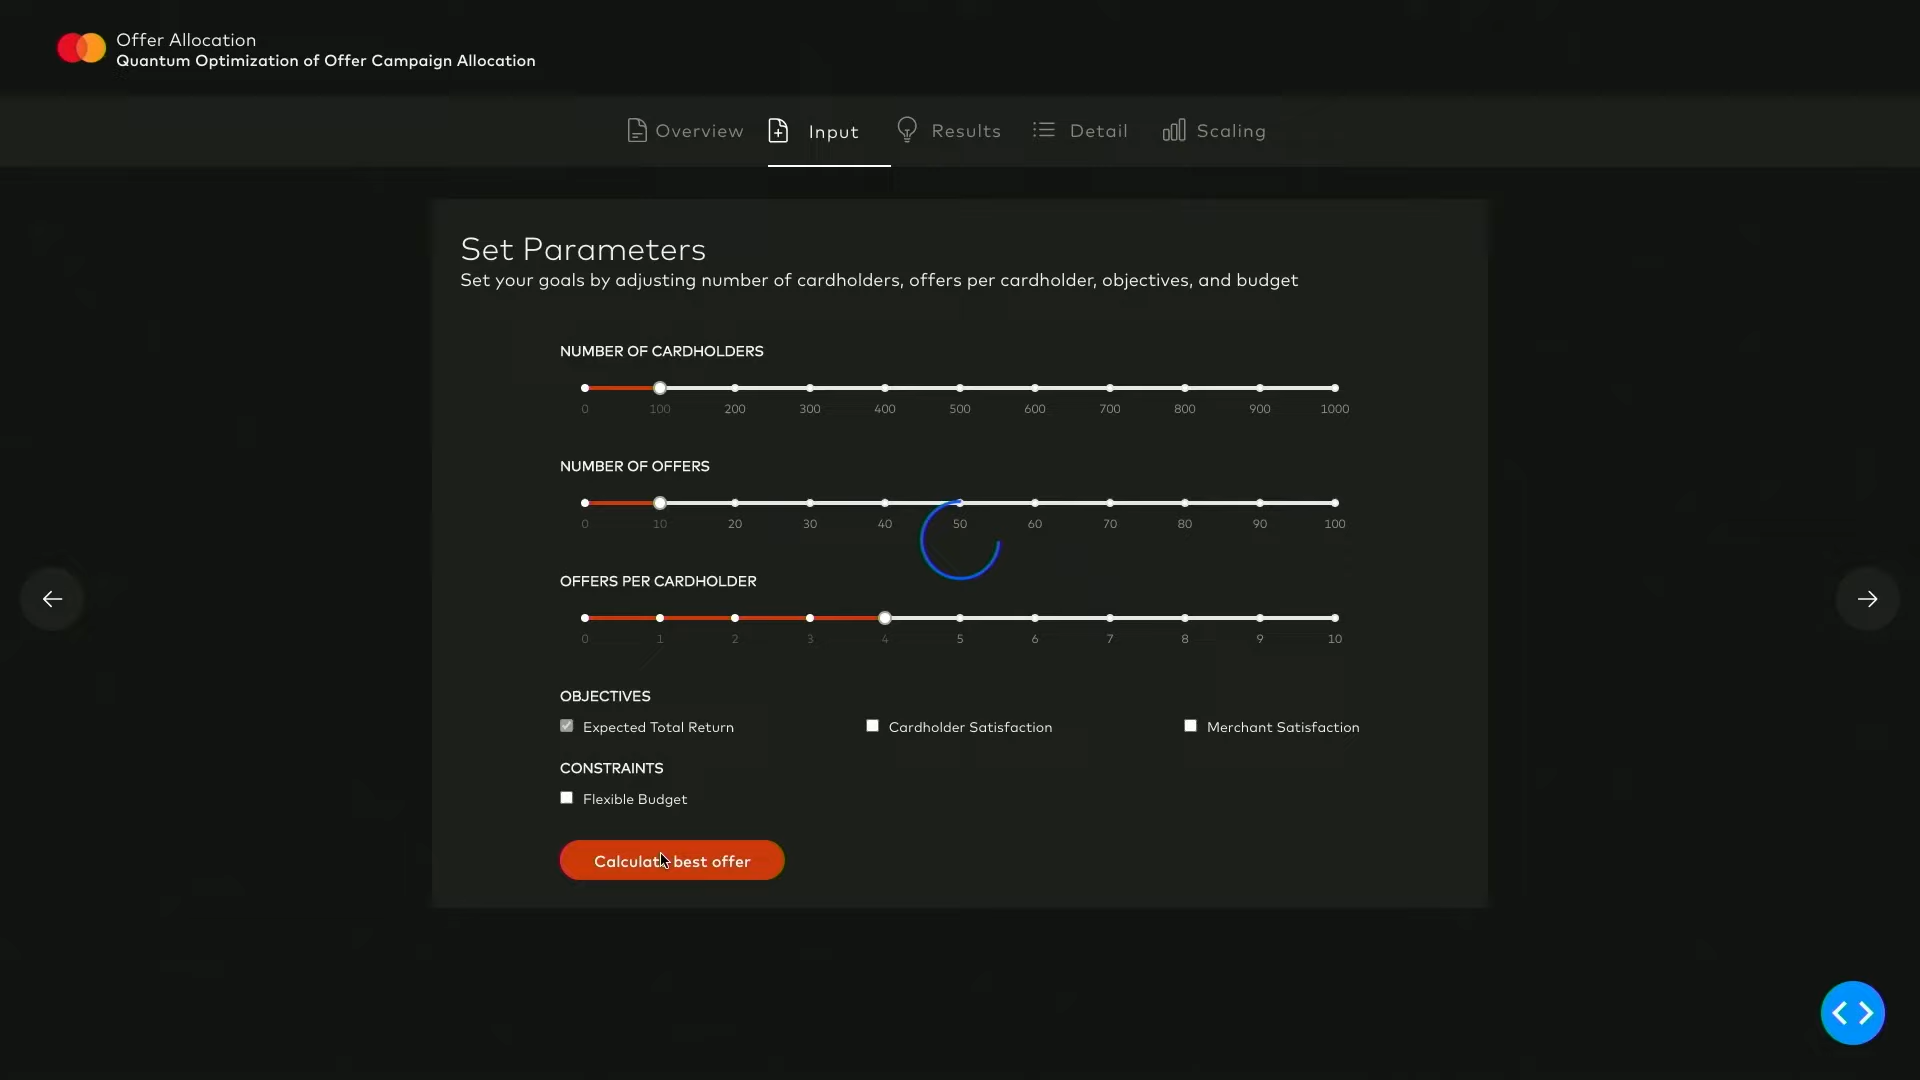 Offer Allocation
Quantum Optimization of Offer Campaign Allocation
Overview Input Results Detail Scaling
Set Parameters
Set your goals by adjusting number of cardholders, offers per cardholder, objectives, and budget
NUMBER OF CARDHOLDERS
0 100 200 300 400 500 600 700 800 900 1000
NUMBER OF OFFERS
0 10 20 30 40 50 60 70 80 90 100
OFFERS PER CARDHOLDER
0 1 2 3 4 5 6 7 8 9 10
OBJECTIVES
Expected Total Return Cardholder Satisfaction Merchant Satisfaction
CONSTRAINTS
Flexible Budget
Calculate best offer